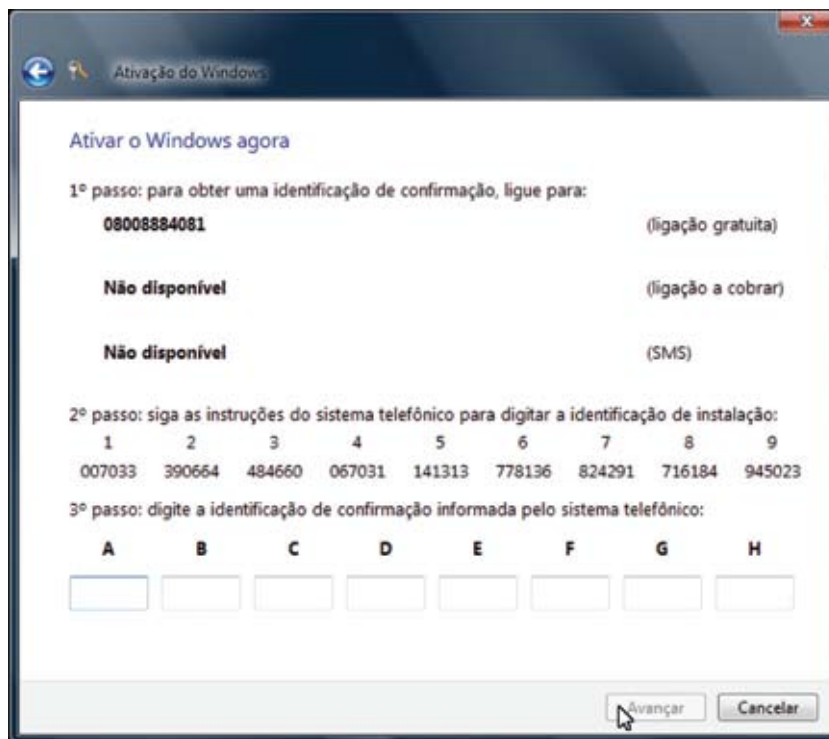 Ativação do Windows
Ativar o Windows agora
1º passo: para obter uma identificação de confirmação, ligue para:
08008884081 (ligação gratuita)
Não disponível (ligação a cobrar)
Não disponível (SMS)
2º passo: siga as instruções do sistema telefônico para digitar a identificação de instalação:
1 2 3 4 5 6 7 8 9
007033 390664 484660 067031 141313 778136 824291 716184 945023
3º passo: digite a identificação de confirmação informada pelo sistema telefônico:
A B C D E F G H
Avançar Cancelar